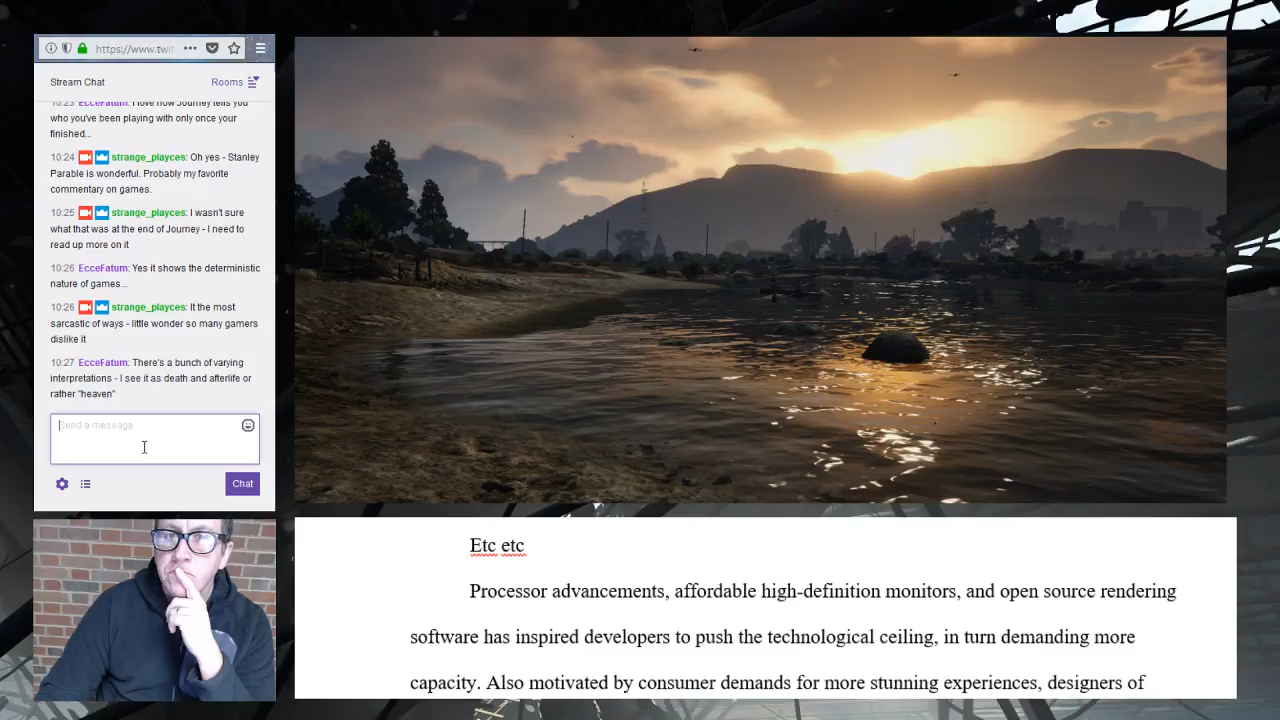 https://www.twit
Stream Chat
Rooms
10:23 EcceFatum: I love how Journey tells you
who you've been playing with only once your
finished...
10:24 strange_playces: Oh yes - Stanley
Parable is wonderful. Probably my favorite
commentary on games.
10:25 strange_playces: I wasn't sure
what that was at the end of Journey - I need to
read up more on it
10:26 EcceFatum: Yes it shows the deterministic
nature of games...
10:26 strange_playces: It the most
sarcastic of ways - little wonder so many gamers
dislike it
10:27 EcceFatum: There's a bunch of varying
interpretations - I see it as death and afterlife or
rather "heaven"
Send a message
Chat
Etc etc
Processor advancements, affordable high-definition monitors, and open source rendering
software has inspired developers to push the technological ceiling, in turn demanding more
capacity. Also motivated by consumer demands for more stunning experiences, designers of